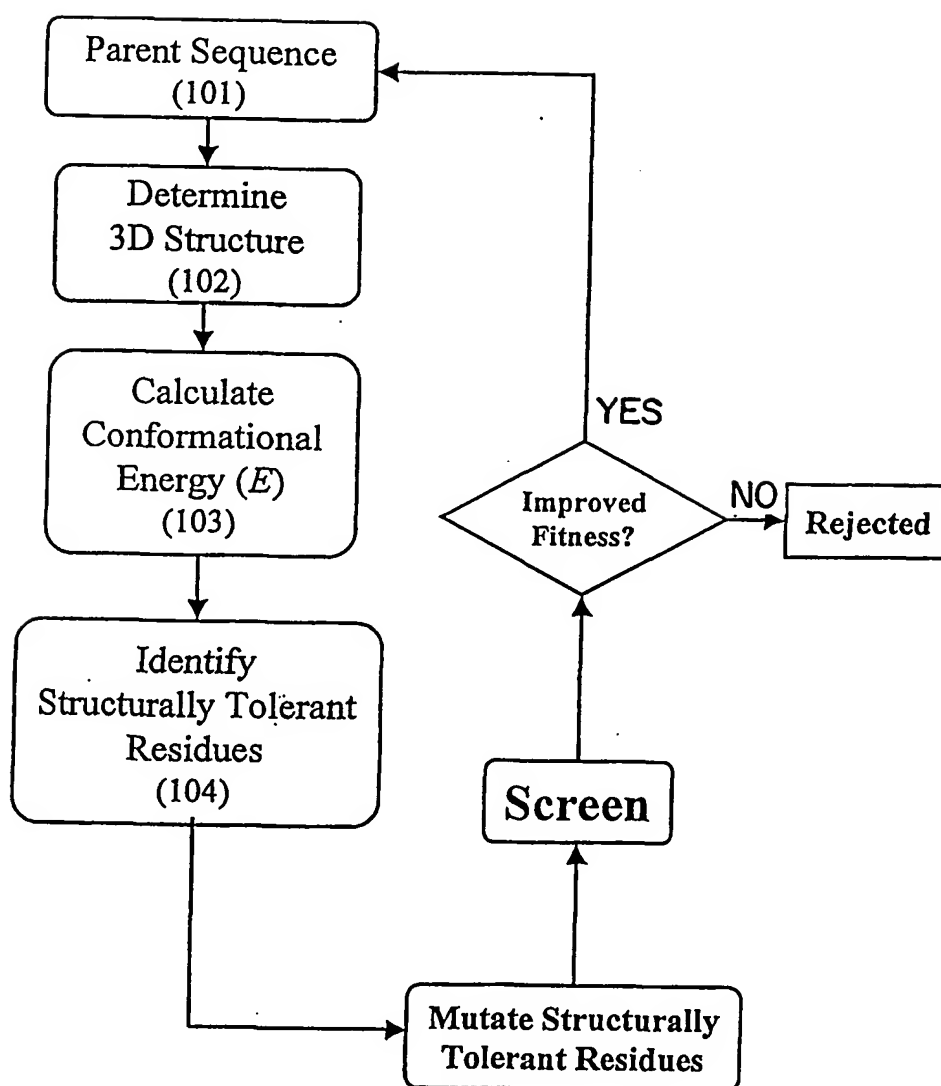 Parent Sequence
(101)
Determine
3D Structure
(102)
Calculate
Conformational
Energy (E)
(103)
Identify
Structurally Tolerant
Residues
(104)
Mutate Structurally
Tolerant Residues
Screen
Improved
Fitness?
YES
NO
Rejected